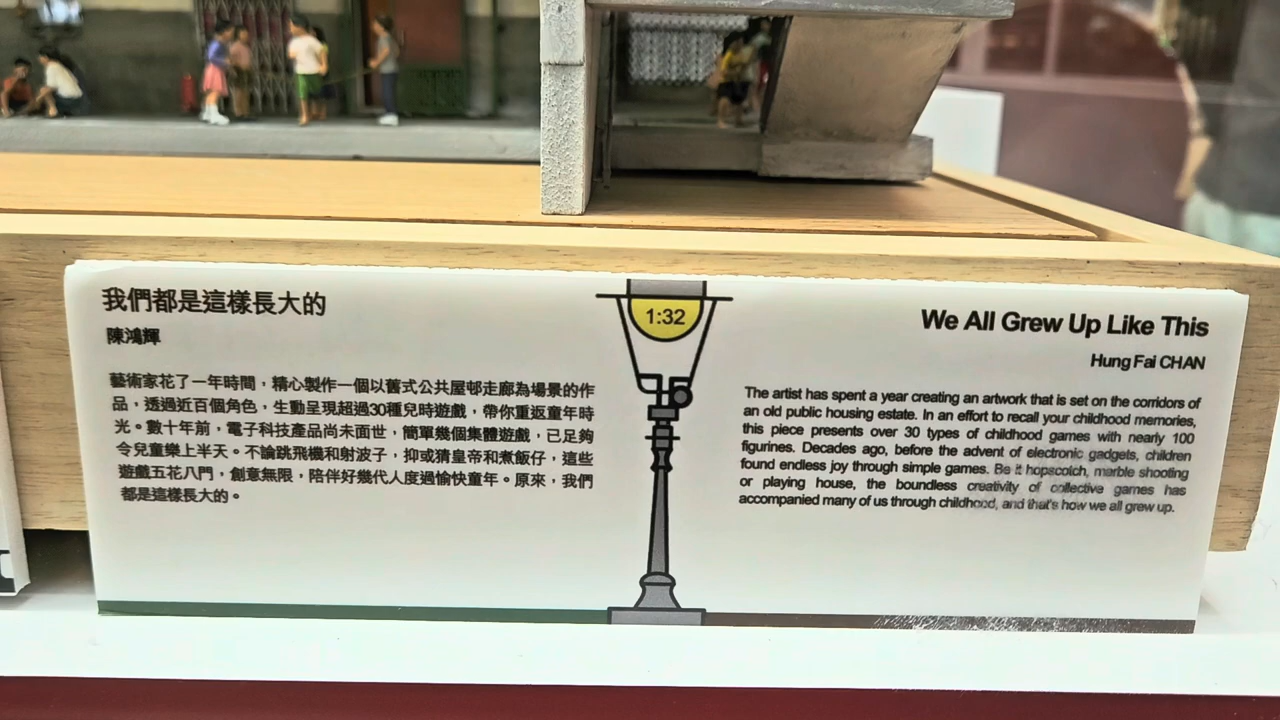 我們都是這樣長大的
陳鴻輝
藝術家花了一年時間，精心製作一個以舊式公共屋邨走廊為場景的作
品，透過近百個角色，生動呈現超過30種兒時遊戲，帶你重返童年時
光。數十年前，電子科技產品尚未面世，簡單幾個集體遊戲，已足夠
令兒童樂上半天。不論跳飛機和射波子，抑或猜皇帝和煮飯仔，這些
遊戲五花八門，創意無限，陪伴好幾代人度過愉快童年。原來，我們
都是這樣長大的。
1:32
We All Grew Up Like This
Hung Fai CHAN
The artist has spent a year creating an artwork that is set on the corridors of
an old public housing estate. In an effort to recall your childhood memories,
this piece presents over 30 types of childhood games with nearly 100
figurines. Decades ago, before the advent of electronic gadgets, children
found endless joy through simple games. Be it hopscotch, marble shooting
or playing house, the boundless creativity of collective games has
accompanied many of us through childhood, and that's how we all grew up.